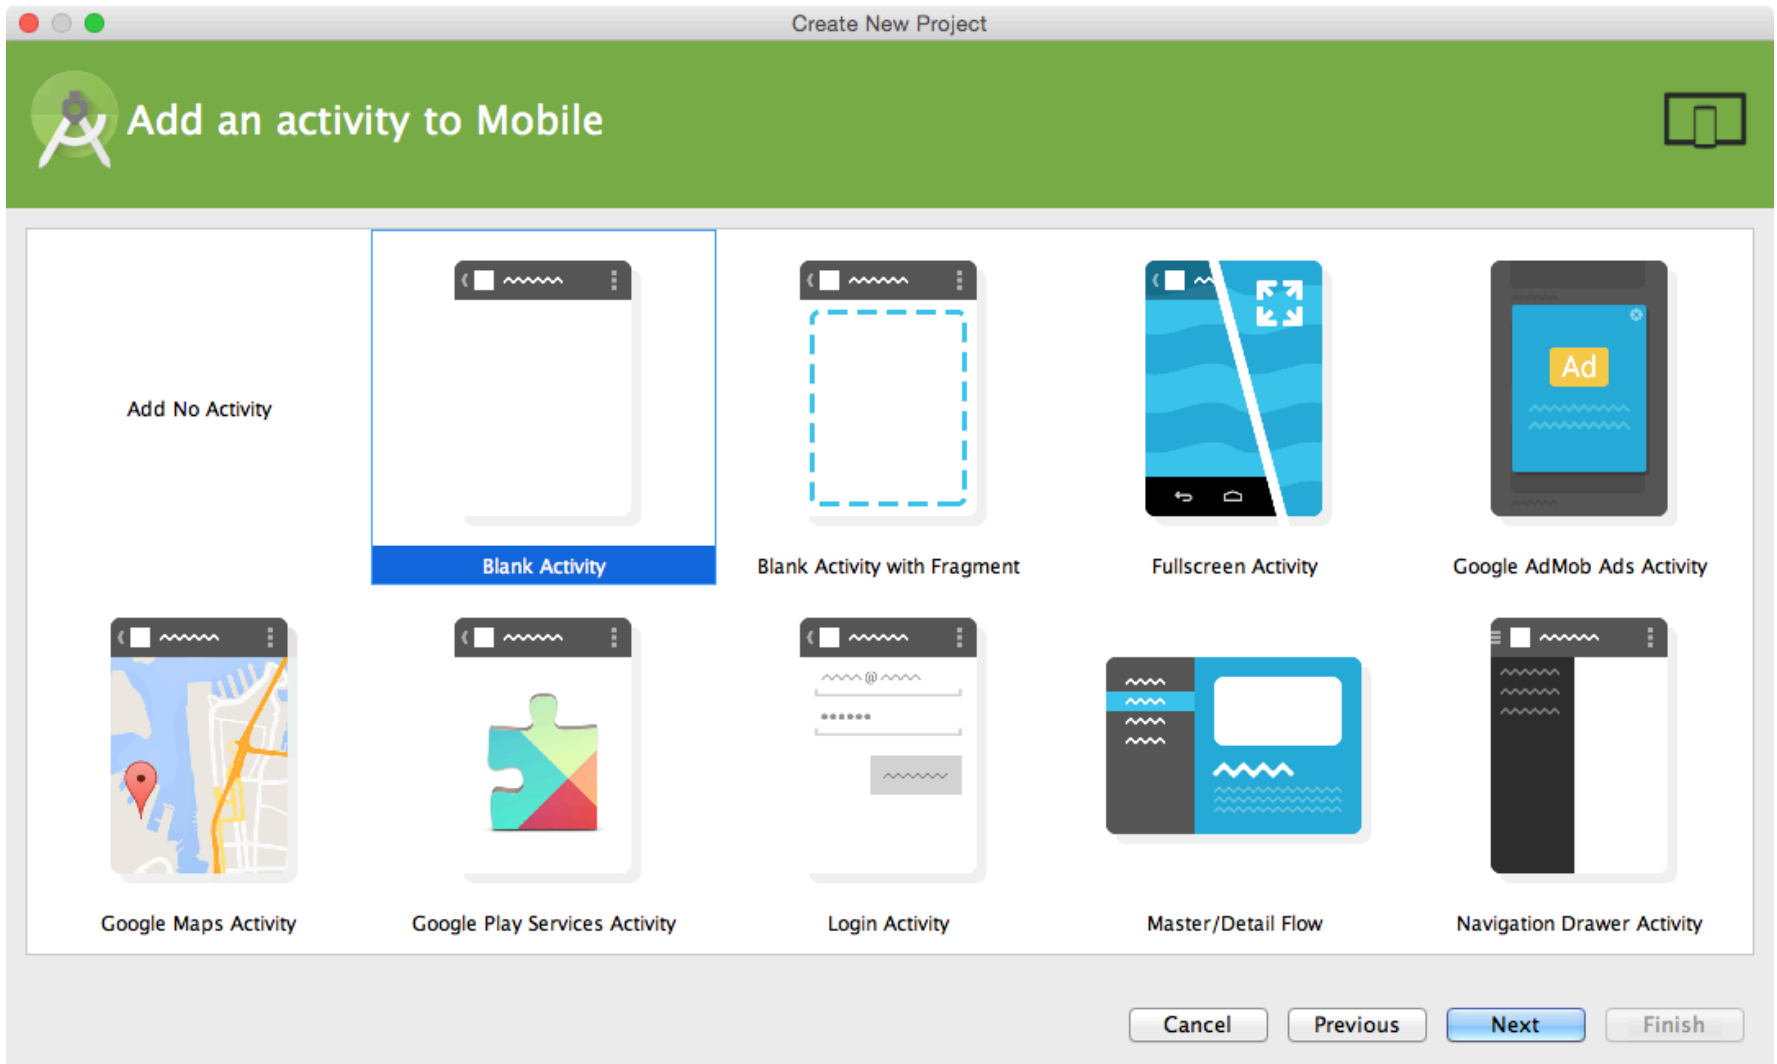 Create New Project
Add an activity to Mobile
Add No Activity
Blank Activity
Blank Activity with Fragment
Fullscreen Activity
Ad
Google AdMob Ads Activity
@
Google Maps Activity
Google Play Services Activity
Login Activity
Master/Detail Flow
Navigation Drawer Activity
Cancel
Previous
Next
Finish